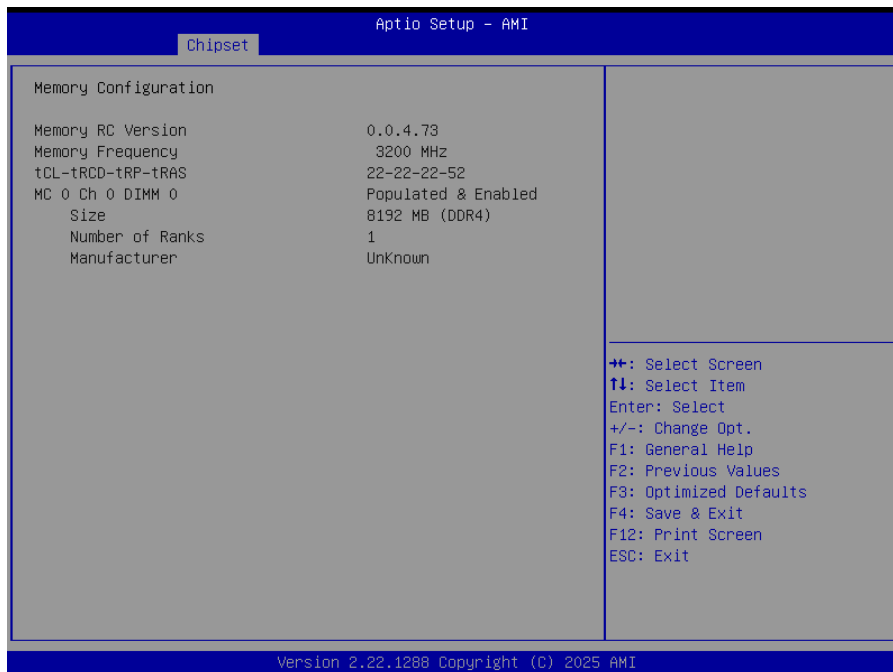 Aptio Setup – AMI
Chipset
Memory Configuration
Memory RC Version 0.0.4.73
Memory Frequency 3200 MHz
tCL-tRCD-tRP-tRAS 22-22-22-52
MC 0 Ch 0 DIMM 0 Populated & Enabled
Size 8192 MB (DDR4)
Number of Ranks 1
Manufacturer UnKnown
→←: Select Screen
↑↓: Select Item
Enter: Select
+/-: Change Opt.
F1: General Help
F2: Previous Values
F3: Optimized Defaults
F4: Save & Exit
F12: Print Screen
ESC: Exit
Version 2.22.1288 Copyright (C) 2025 AMI